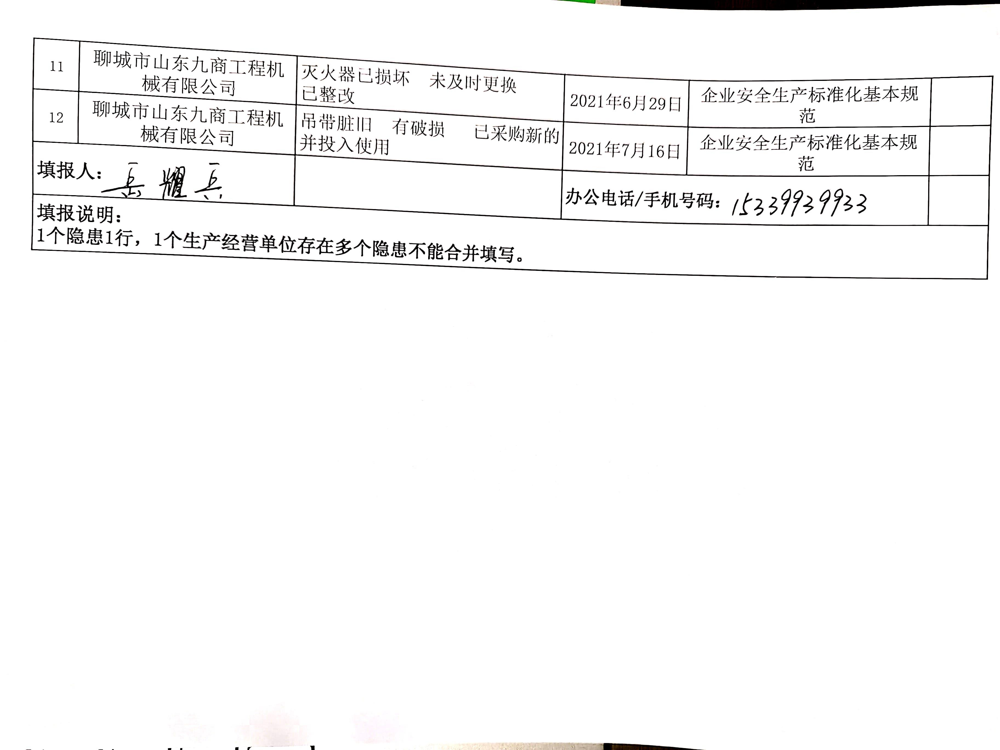 11
聊城市山东九商工程机
械有限公司
灭火器已损坏 未及时更换
已整改
2021年6月29日
企业安全生产标准化基本规
范
12
聊城市山东九商工程机
械有限公司
吊带脏旧 有破损 已采购新的
并投入使用
2021年7月16日
企业安全生产标准化基本规
范
填报人：岳耀兵
办公电话/手机号码：15339939933
填报说明：
1个隐患1行，1个生产经营单位存在多个隐患不能合并填写。